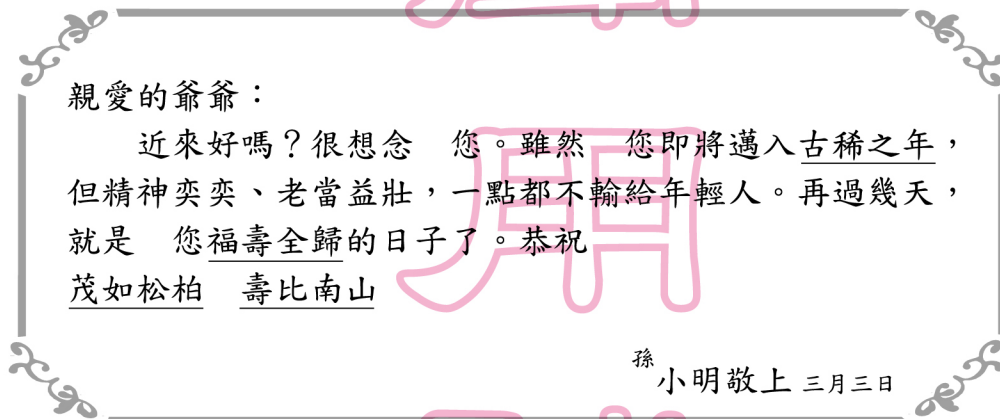 親愛的爺爺：
　　近來好嗎？很想念　您。雖然　您即將邁入古稀之年，
但精神奕奕、老當益壯，一點都不輸給年輕人。再過幾天，
就是　您福壽全歸的日子了。恭祝
茂如松柏　壽比南山
孫
小明敬上 三月三日